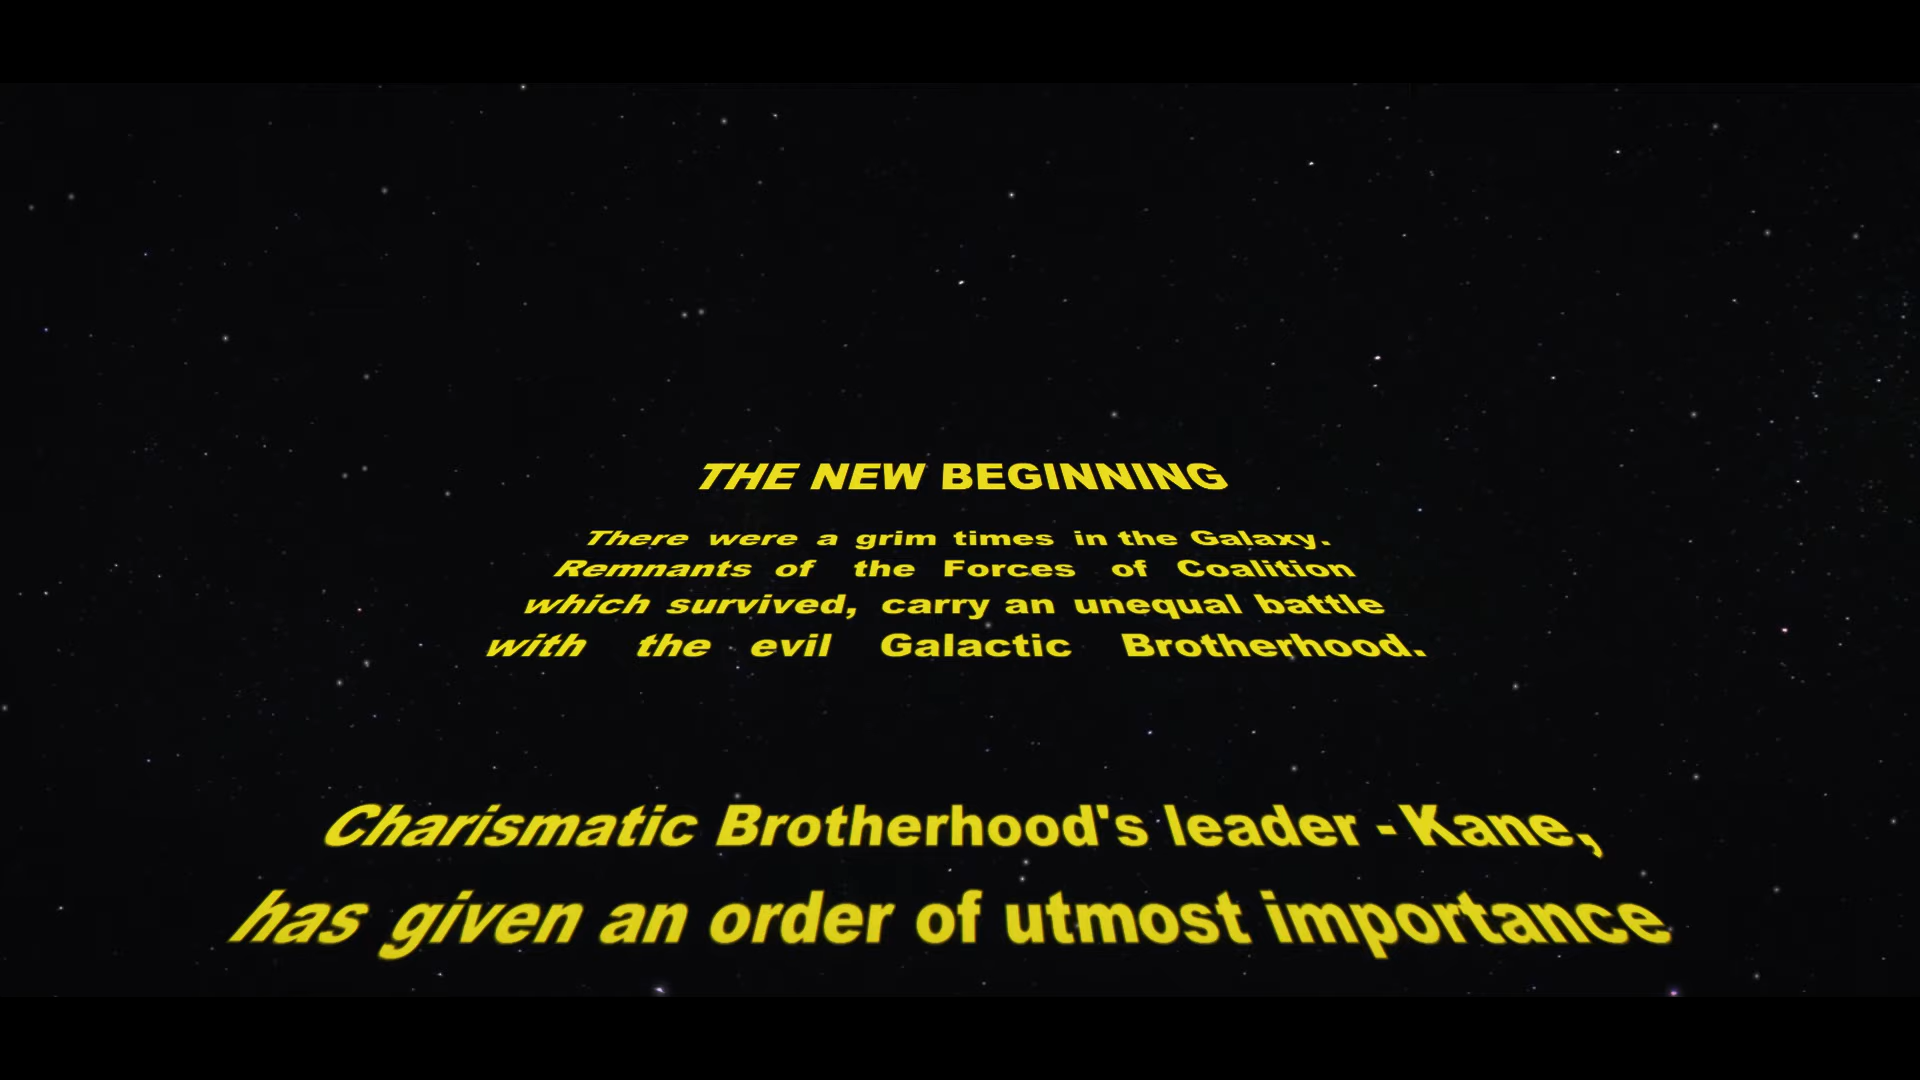 THE NEW BEGINNING
There were a grim times in the Galaxy.
Remnants of the Forces of Coalition
which survived, carry an unequal battle
with the evil Galactic Brotherhood.
Charismatic Brotherhood's leader - Kane,
has given an order of utmost importance